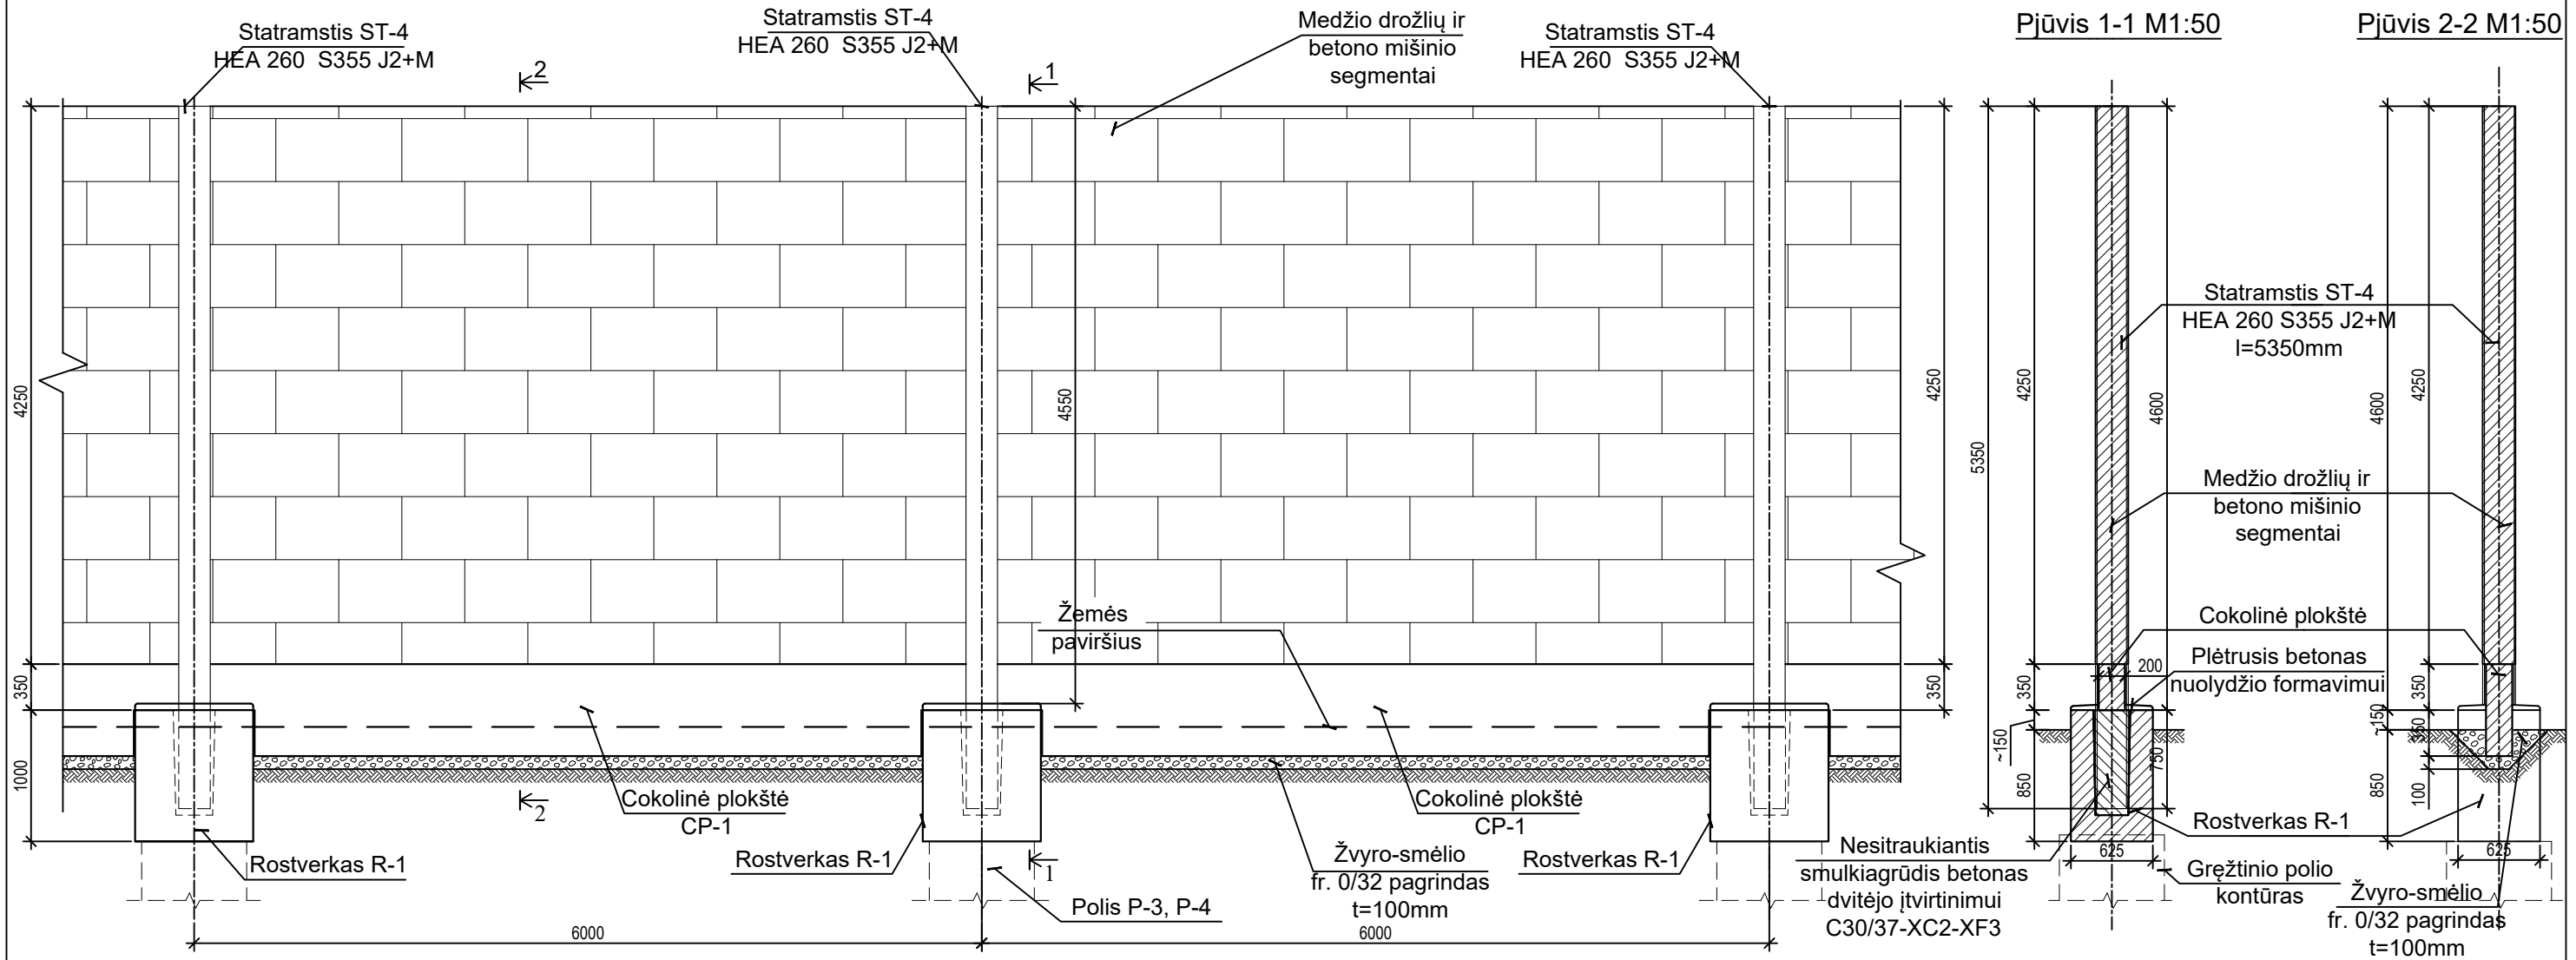 Statramstis ST-4
HEA 260 S355 J2+M
Statramstis ST-4
HEA 260 S355 J2+M
Medžio drožlių ir
betono mišinio
segmentai
Statramstis ST-4
HEA 260 S355 J2+M
Pjūvis 1-1 M1:50
Pjūvis 2-2 M1:50
2
1
4250
350
1000
4550
4250
350
Žemės
paviršius
Cokolinė plokštė
CP-1
Cokolinė plokštė
CP-1
2
1
Rostverkas R-1
Rostverkas R-1
Rostverkas R-1
Žvyro-smėlio
fr. 0/32 pagrindas
t=100mm
Polis P-3, P-4
6000
6000
5350
4250
350
~150
850
4600
750
200
625
Statramstis ST-4
HEA 260 S355 J2+M
l=5350mm
Medžio drožlių ir
betono mišinio
segmentai
Cokolinė plokštė
Plėtrusis betonas
nuolydžio formavimui
Rostverkas R-1
Nesitraukiantis
smulkiagrūdis betonas
dvitėjo įtvirtinimui
C30/37-XC2-XF3
Gręžtinio polio
kontūras
4600
~150
850
4250
350
350
100
625
Žvyro-smėlio
fr. 0/32 pagrindas
t=100mm